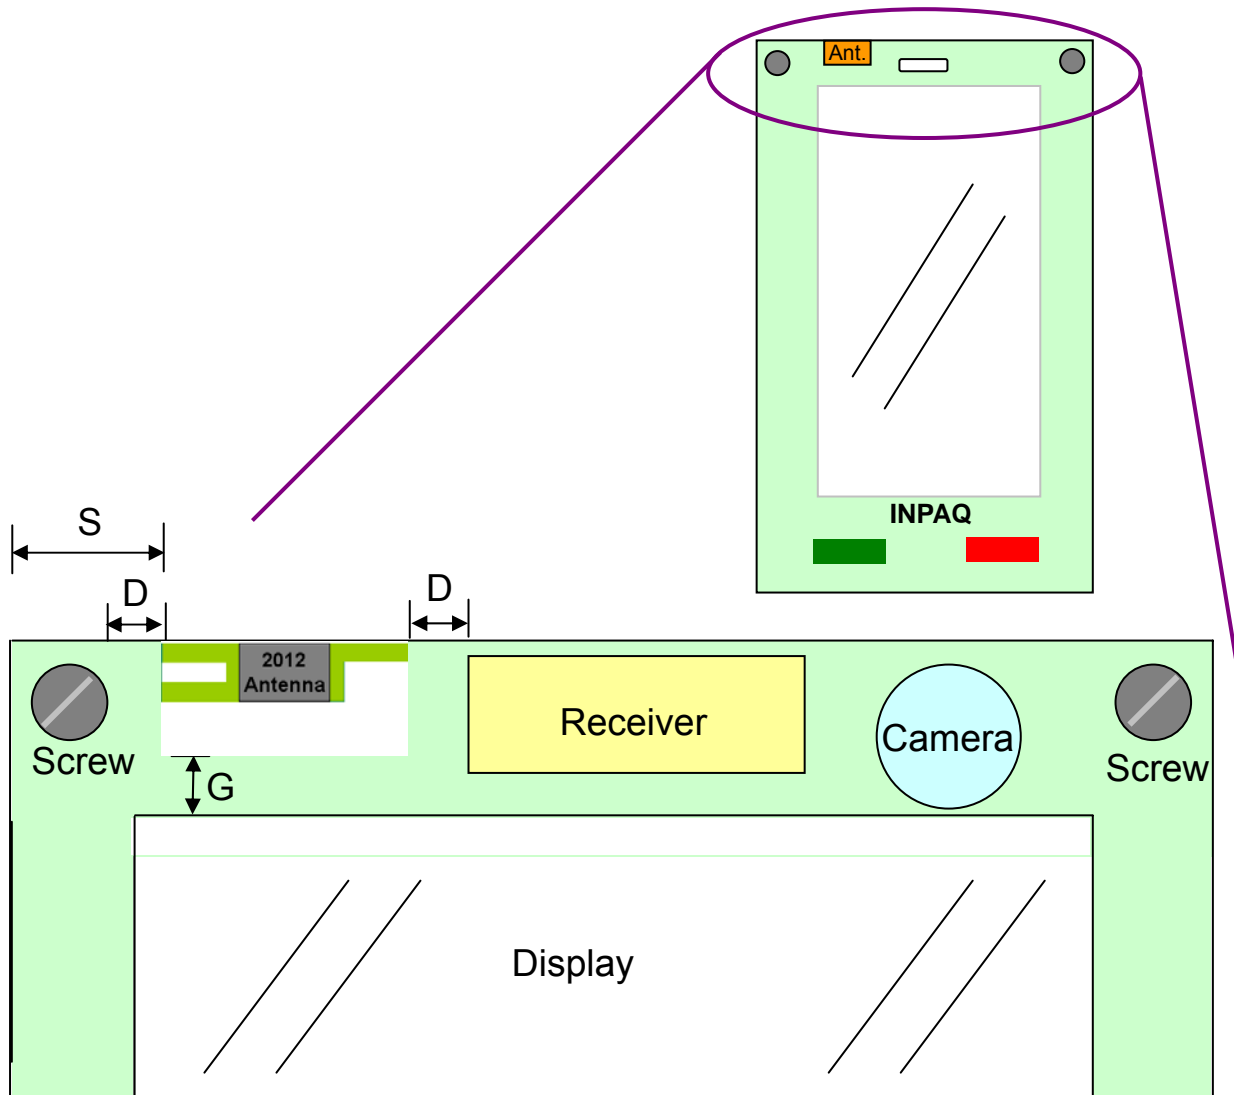 Ant.
INPAQ
S
D
D
2012
Antenna
Receiver
Camera
Screw
Screw
G
Display